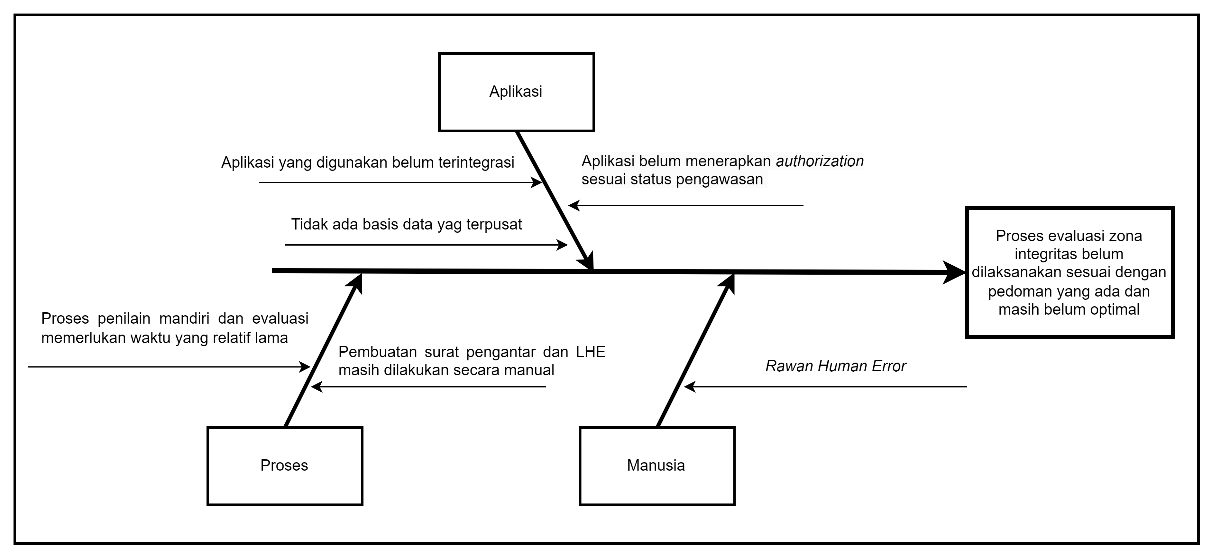 Aplikasi
Aplikasi yang digunakan belum terintegrasi
Aplikasi belum menerapkan authorization
sesuai status pengawasan
Tidak ada basis data yag terpusat
Proses evaluasi zona
integritas belum
dilaksanakan sesuai dengan
pedoman yang ada dan
masih belum optimal
Proses penilain mandiri dan evaluasi
memerlukan waktu yang relatif lama
Pembuatan surat pengantar dan LHE
masih dilakukan secara manual
Rawan Human Error
Proses
Manusia